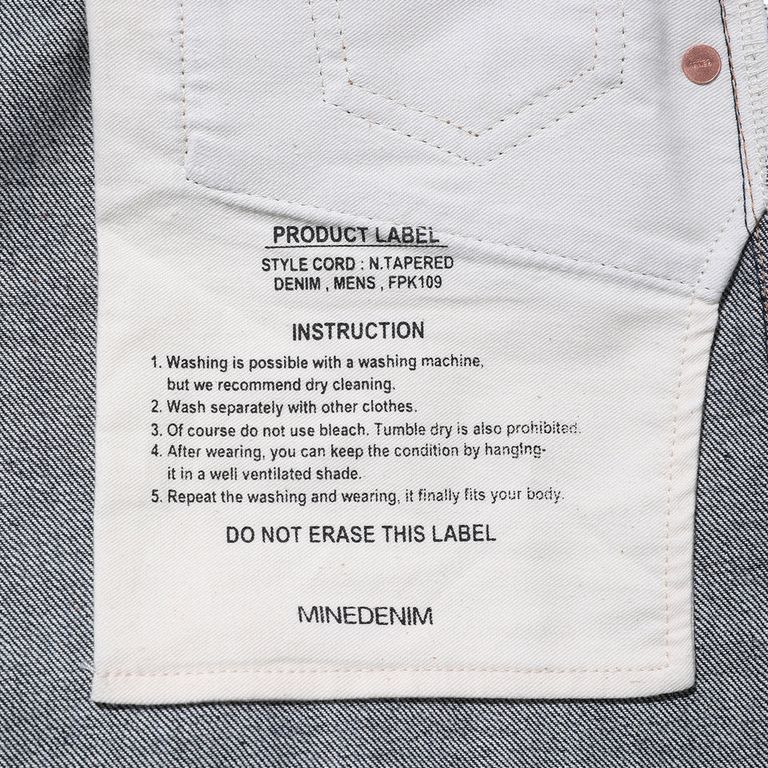 PRODUCT LABEL
STYLE CORD : N.TAPERED
DENIM , MENS , FPK109
INSTRUCTION
1. Washing is possible with a washing machine,
but we recommend dry cleaning.
2. Wash separately with other clothes.
3. Of course do not use bleach. Tumble dry is also prohibited.
4. After wearing, you can keep the condition by hanging-
it in a well ventilated shade.
5. Repeat the washing and wearing, it finally fits your body.
DO NOT ERASE THIS LABEL
MINEDENIM